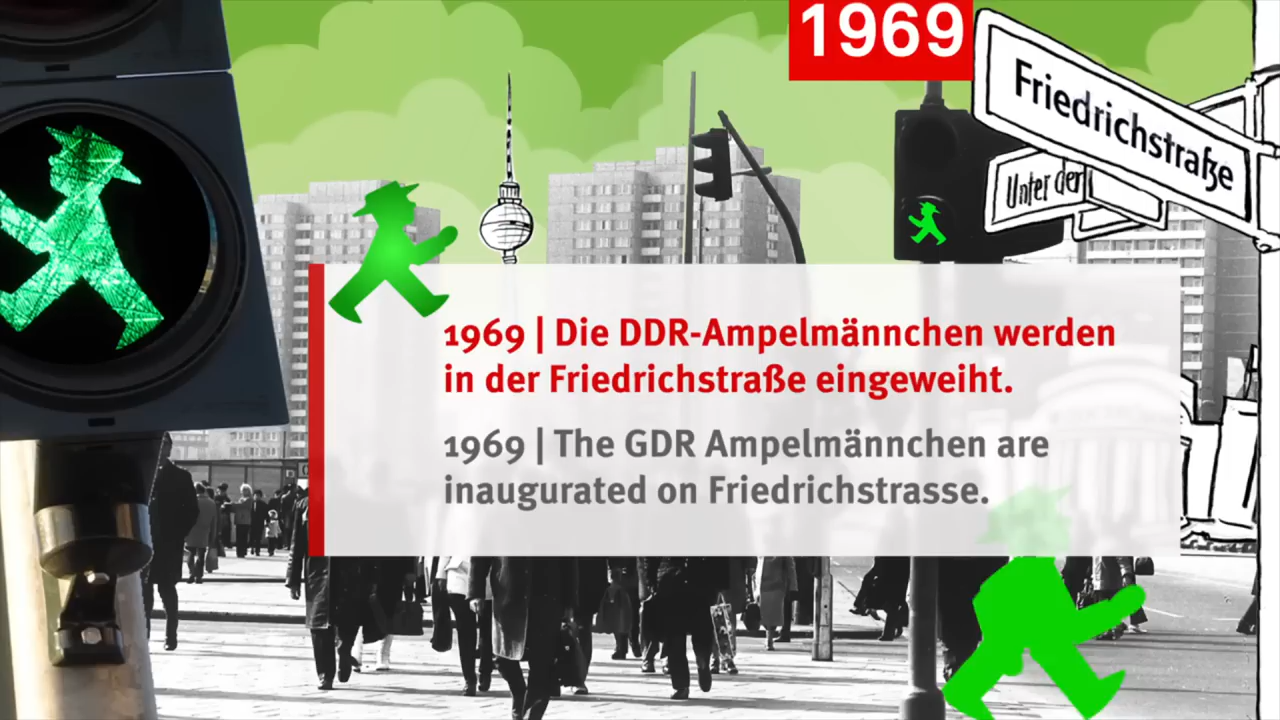 1969
Friedrichstraße
Unter den
1969 | Die DDR-Ampelmännchen werden
in der Friedrichstraße eingeweiht.
1969 | The GDR Ampelmännchen are
inaugurated on Friedrichstrasse.